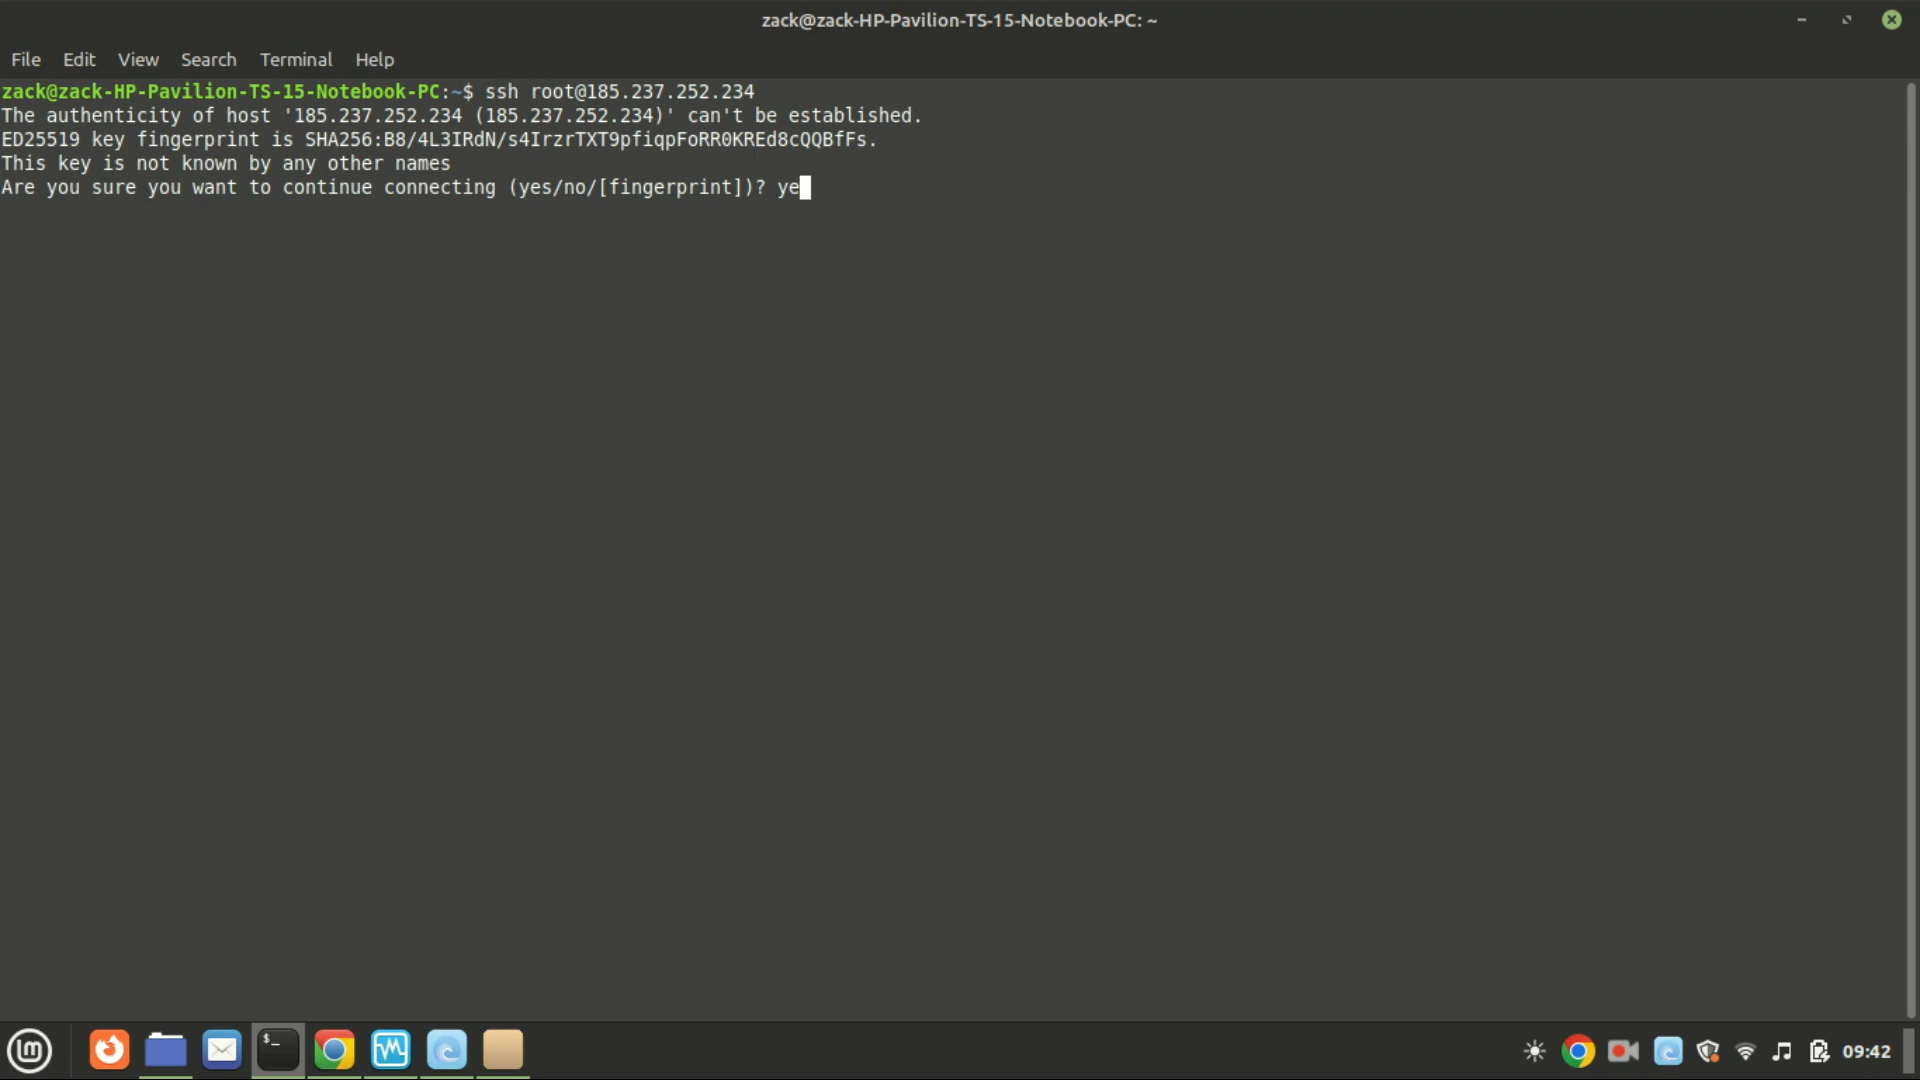 zack@zack-HP-Pavilion-TS-15-Notebook-PC: ~
File Edit View Search Terminal Help
zack@zack-HP-Pavilion-TS-15-Notebook-PC:~$ ssh root@185.237.252.234
The authenticity of host '185.237.252.234 (185.237.252.234)' can't be established.
ED25519 key fingerprint is SHA256:B8/4L3IRdN/s4IrzrTXT9pfiqpFoRR0KREd8cQQBfFs.
This key is not known by any other names
Are you sure you want to continue connecting (yes/no/[fingerprint])? ye
$_
09:42